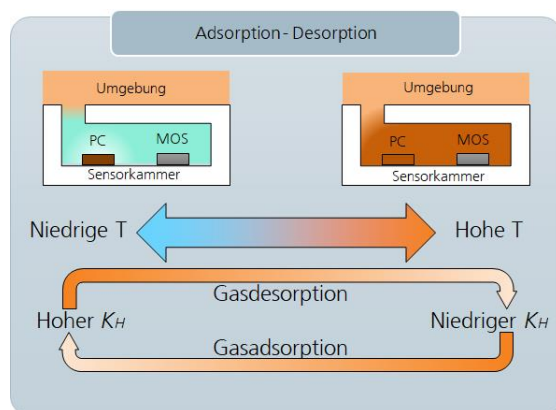 Adsorption - Desorption
Umgebung
PC
MOS
Sensorkammer
Umgebung
PC
MOS
Sensorkammer
Niedrige T
Hohe T
Gasdesorption
Hoher KH
Niedriger KH
Gasadsorption